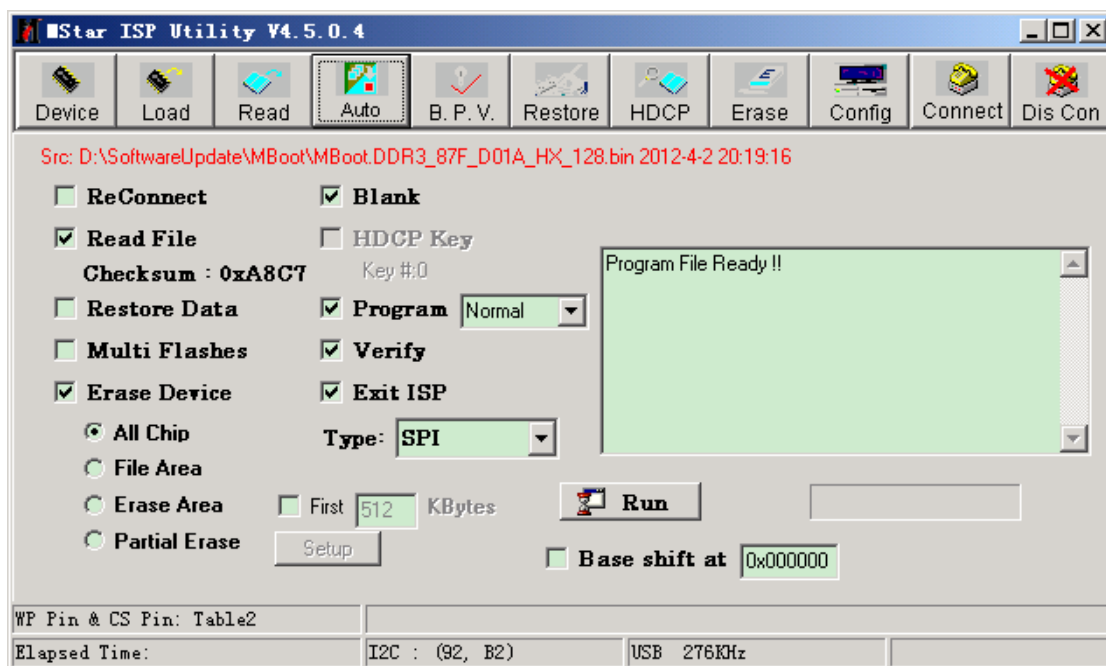 MStar ISP Utility V4.5.0.4
Device Load Read Auto B. P. V. Restore HDCP Erase Config Connect Dis Con
Src: D:\SoftwareUpdate\MBoot\MBoot.DDR3_87F_D01A_HX_128.bin 2012-4-2 20:19:16
ReConnect Blank
Read File HDCP Key
Checksum : 0xA8C7 Key #:0
Program File Ready !!
Restore Data Program Normal
Multi Flashes Verify
Erase Device Exit ISP
All Chip Type: SPI
File Area
Erase Area First 512 KBytes Run
Partial Erase Setup
Base shift at 0x000000
WP Pin & CS Pin: Table2
Elapsed Time: I2C : (92, B2) USB 276KHz